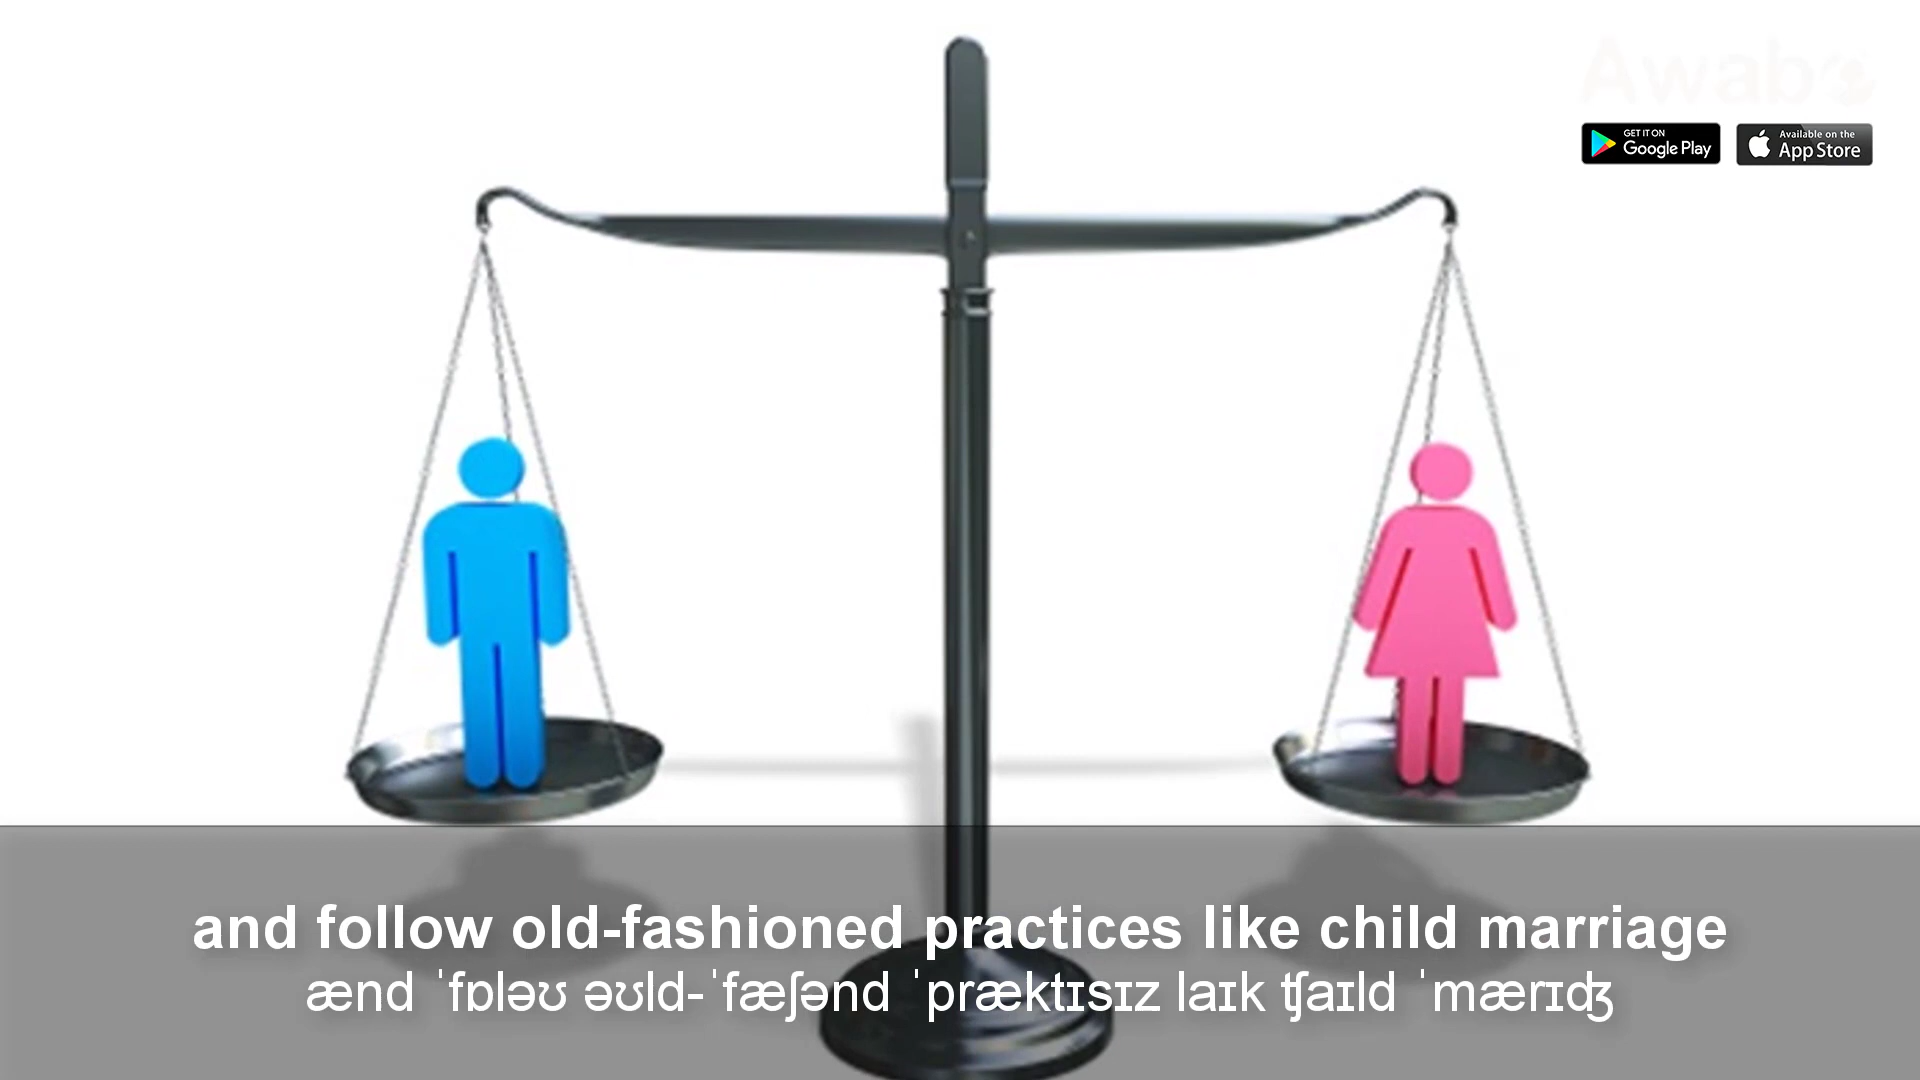 Awabe
GET IT ON
Google Play
Available on the
App Store
and follow old-fashioned practices like child marriage
ænd ˈfɒləʊ əʊld-ˈfæʃənd ˈpræktɪsɪz laɪk ʧaɪld ˈmærɪʤ